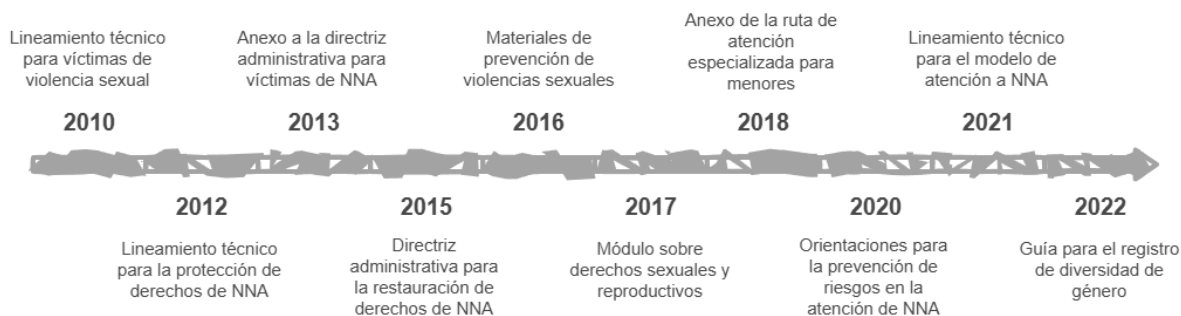 Lineamiento técnico
para víctimas de
violencia sexual
2010
Lineamiento técnico
para la protección de
derechos de NNA
2012
Anexo a la directriz
administrativa para
víctimas de NNA
2013
Directriz
administrativa para
la restauración de
derechos de NNA
2015
Materiales de
prevención de
violencias sexuales
2016
Módulo sobre
derechos sexuales y
reproductivos
2017
Anexo de la ruta de
atención
especializada para
menores
2018
Orientaciones para
la prevención de
riesgos en la
atención de NNA
2020
Lineamiento técnico
para el modelo de
atención a NNA
2021
Guía para el registro
de diversidad de
género
2022